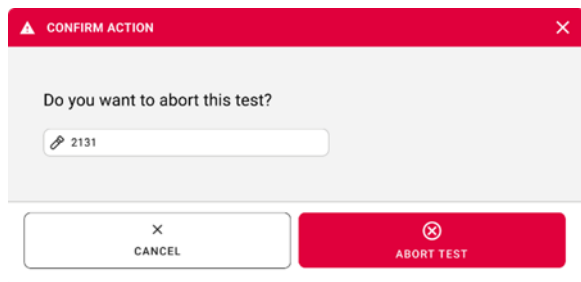 CONFIRM ACTION
Do you want to abort this test?
2131
CANCEL
ABORT TEST